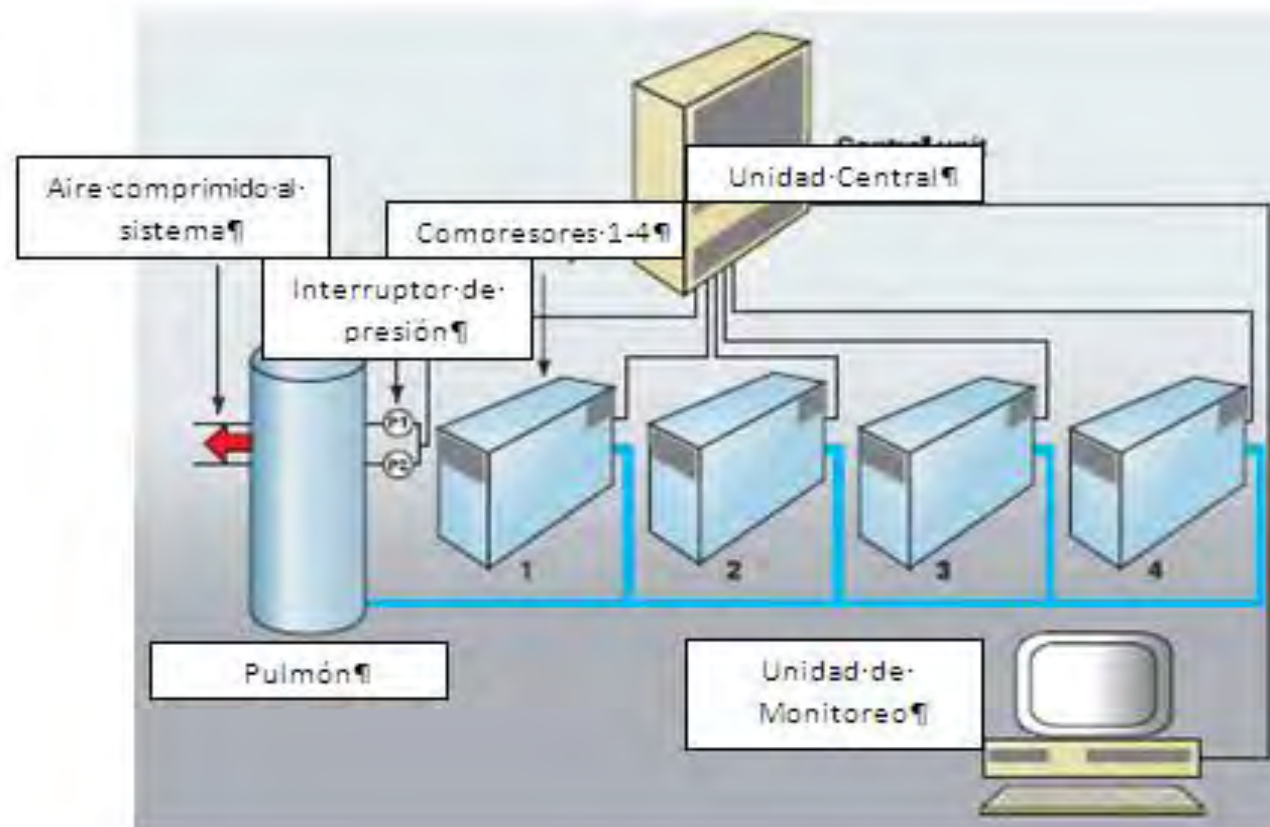 Unidad·Central¶
Aire·comprimido·al·
sistema¶
Comoresores·1-4¶
Interruptor·de·
presión¶
P1
P2
1
2
3
4
Pulmón¶
Unidad·de·
Monitoreo¶